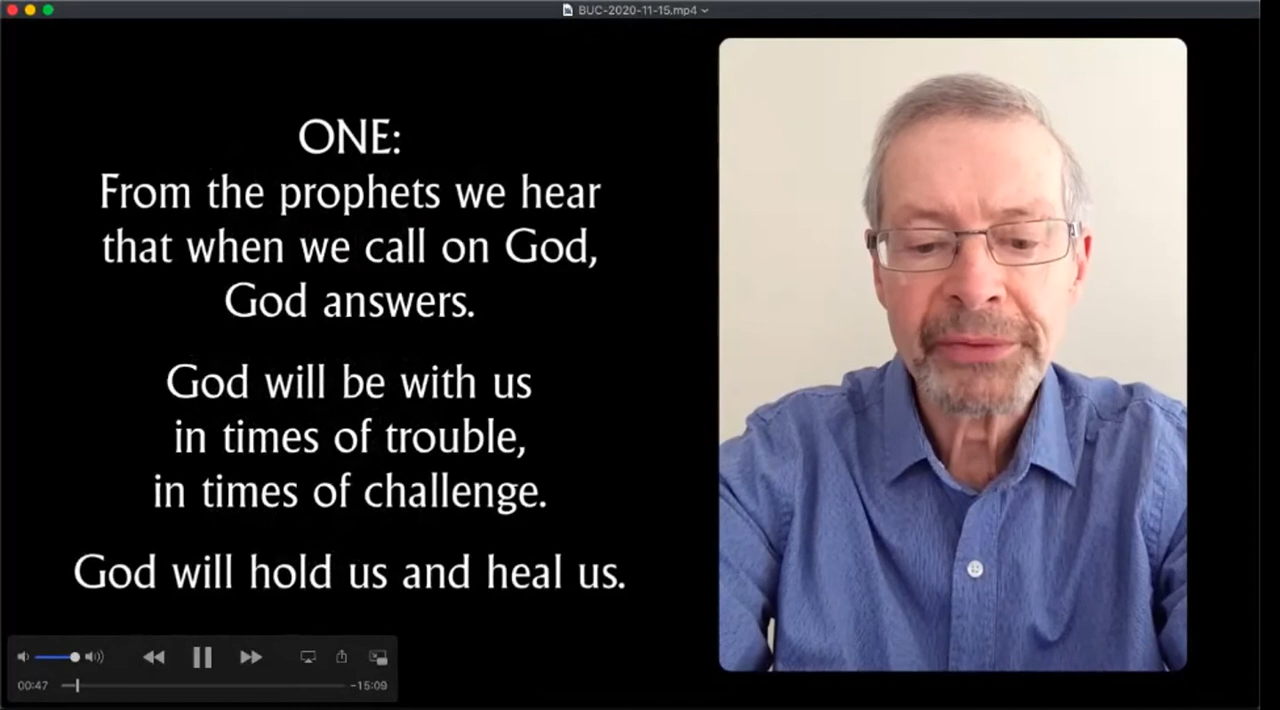 BUC-2020-11-15.mp4
ONE:
From the prophets we hear
that when we call on God,
God answers.
God will be with us
in times of trouble,
in times of challenge.
God will hold us and heal us.
00:47
-15:09